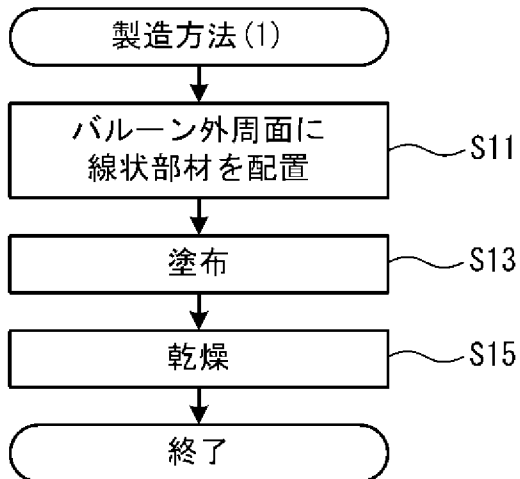 製造方法(1)
バルーン外周面に
線状部材を配置
S11
塗布
S13
乾燥
S15
終了